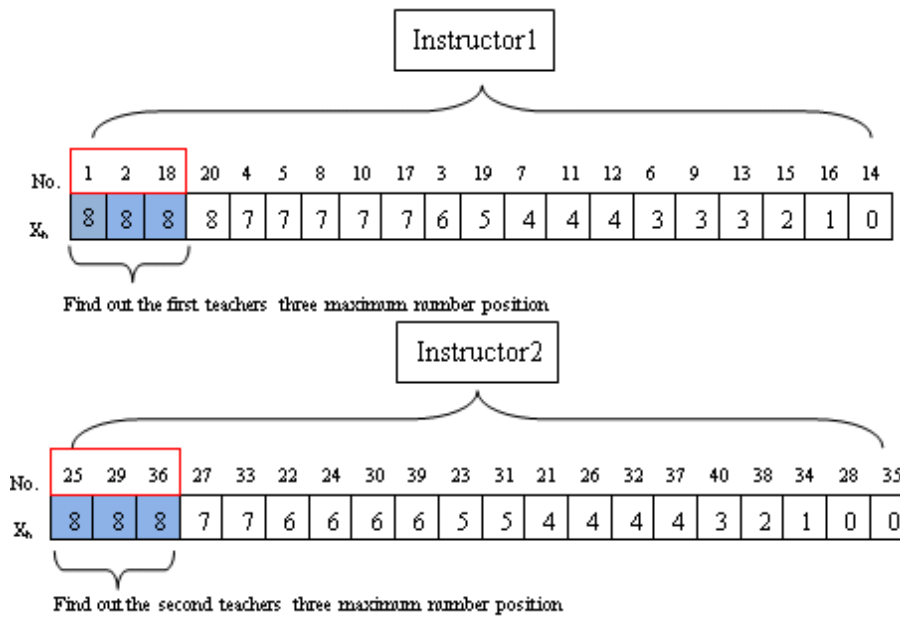 Instructor1
No. 1 2 18 20 4 5 8 10 17 3 19 7 11 12 6 9 13 15 16 14
Xh 8 8 8 8 7 7 7 7 7 6 5 4 4 4 3 3 3 2 1 0
Find out the first teachers three maximum number position
Instructor2
No. 25 29 36 27 33 22 24 30 39 23 31 21 26 32 37 40 38 34 28 35
Xh 8 8 8 7 7 6 6 6 6 5 5 4 4 4 4 3 2 1 0 0
Find out the second teachers three maximum number position